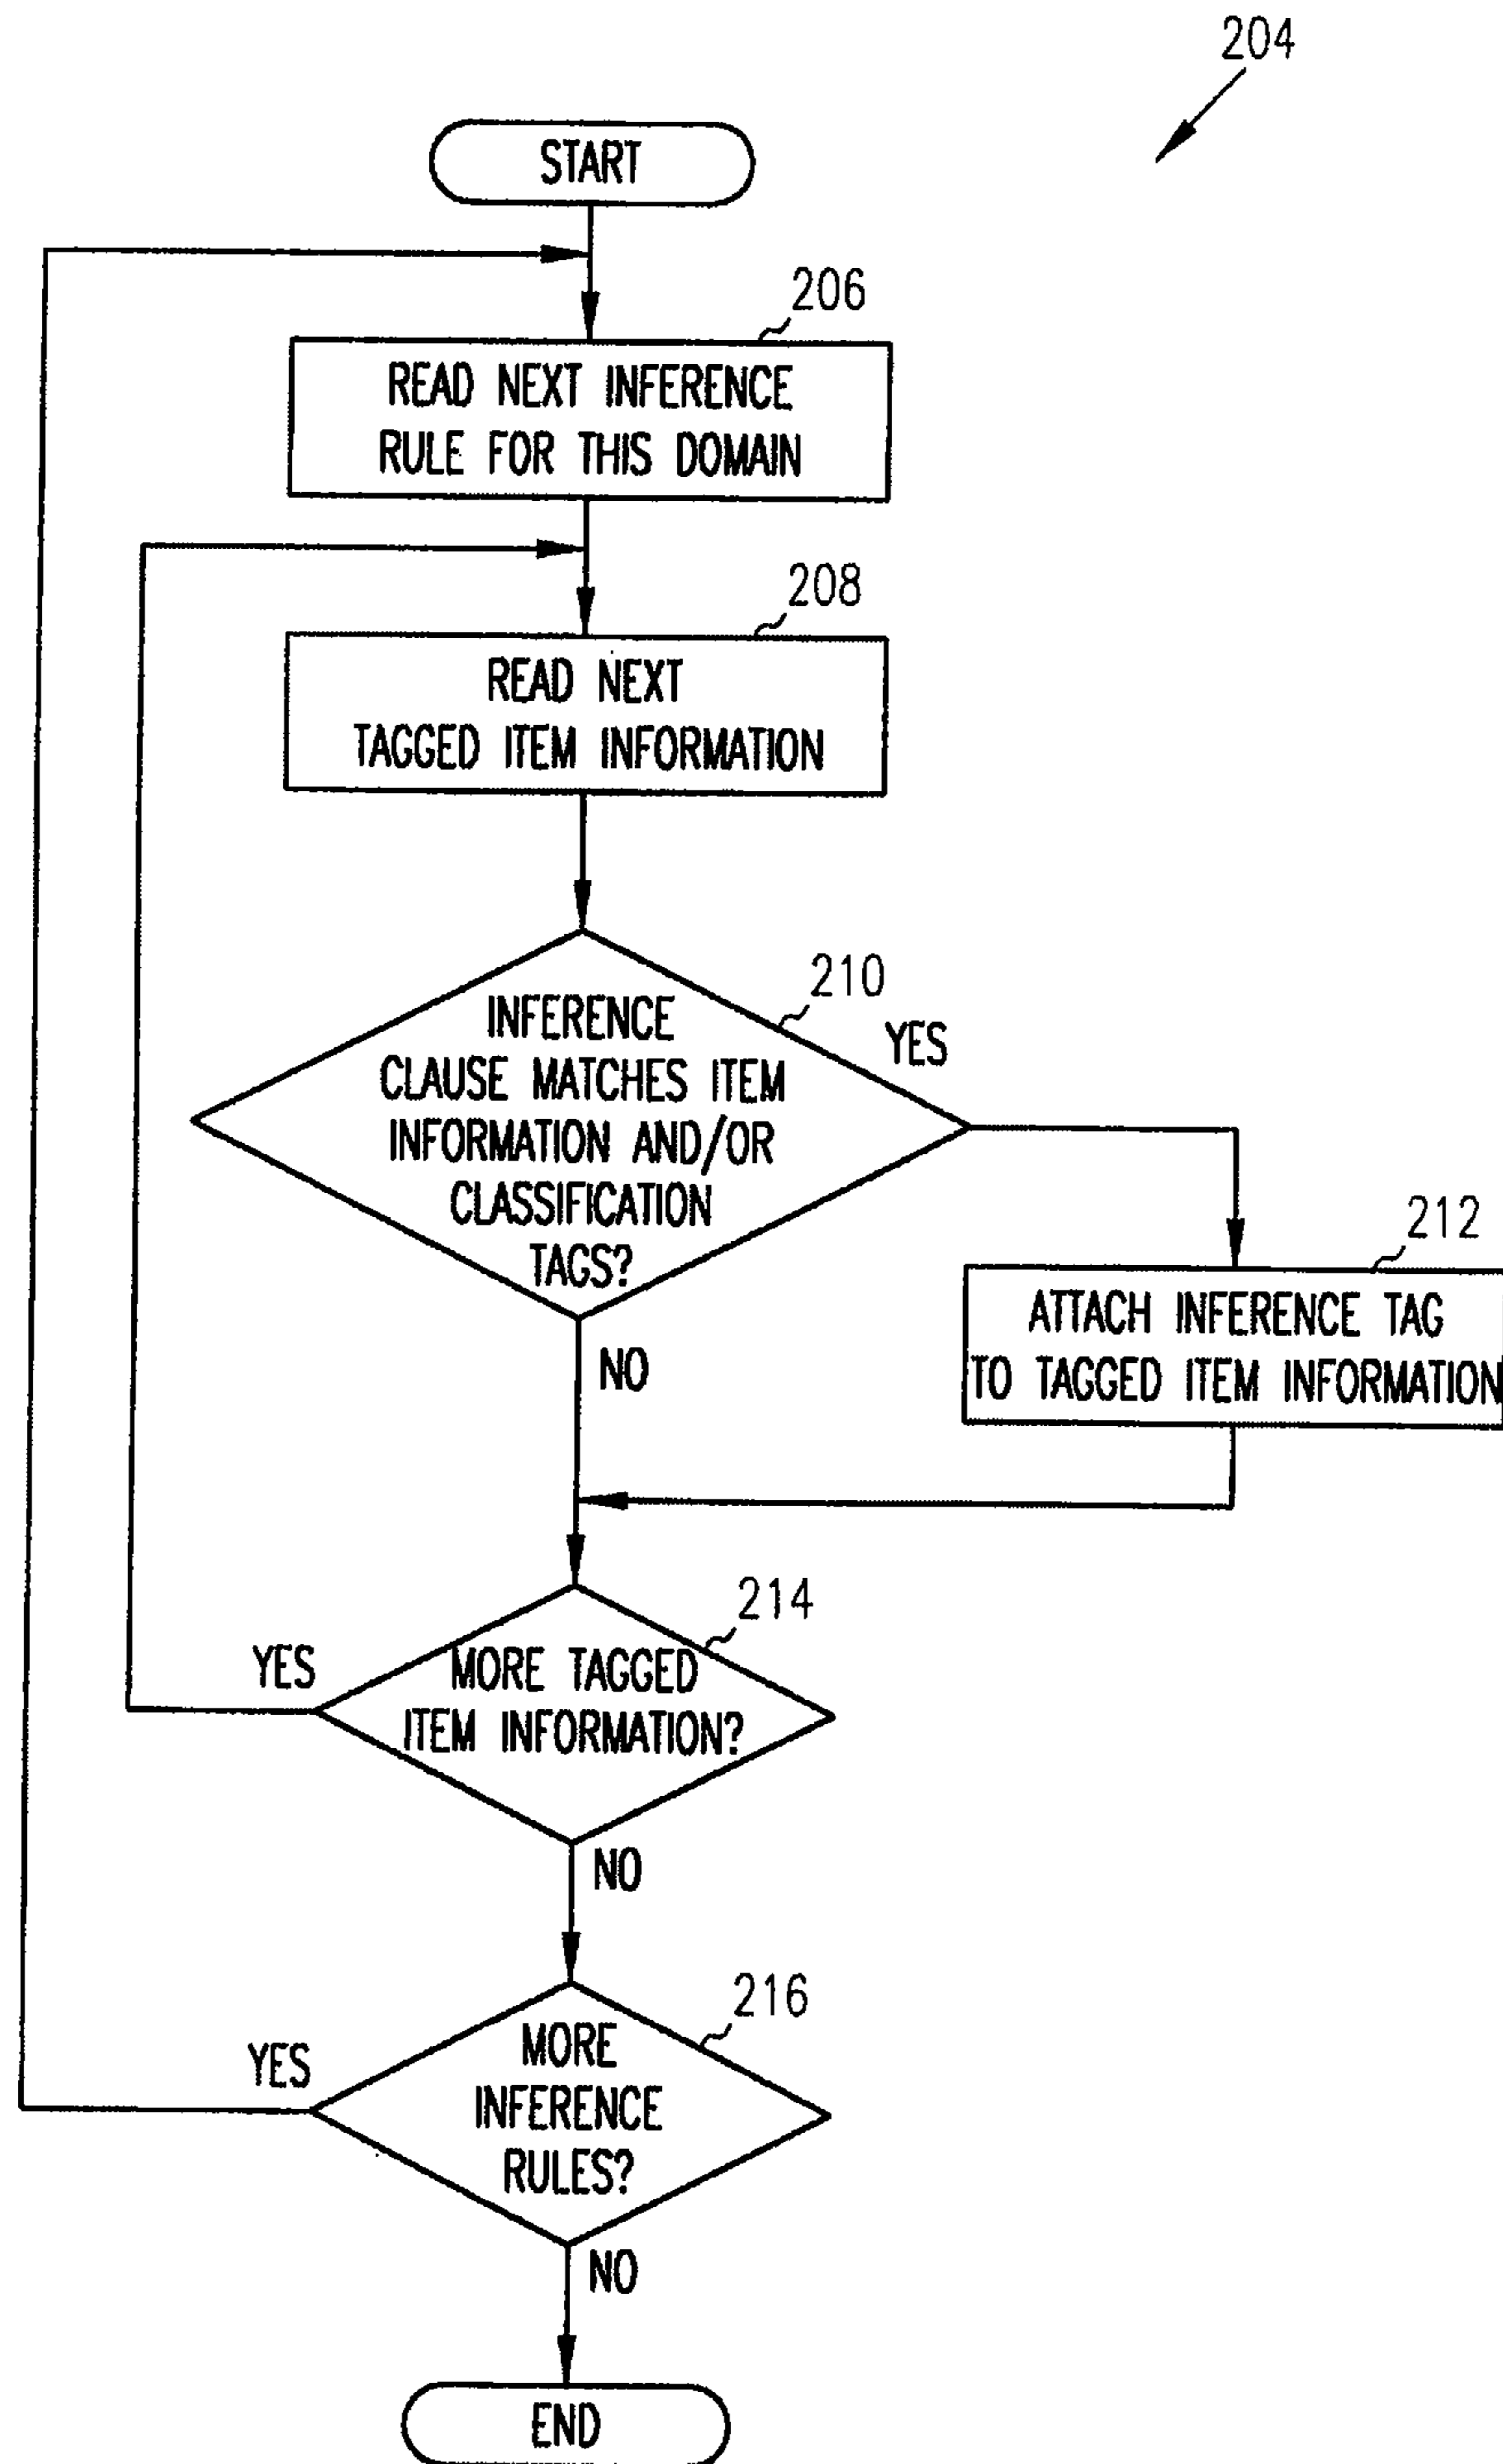 204
START
206
READ NEXT INFERENCE
RULE FOR THIS DOMAIN
208
READ NEXT
TAGGED ITEM INFORMATION
210
INFERENCE
CLAUSE MATCHES ITEM
INFORMATION AND/OR
CLASSIFICATION
TAGS?
YES
212
ATTACH INFERENCE TAG
TO TAGGED ITEM INFORMATION
NO
214
MORE TAGGED
ITEM INFORMATION?
YES
NO
216
MORE
INFERENCE
RULES?
YES
NO
END